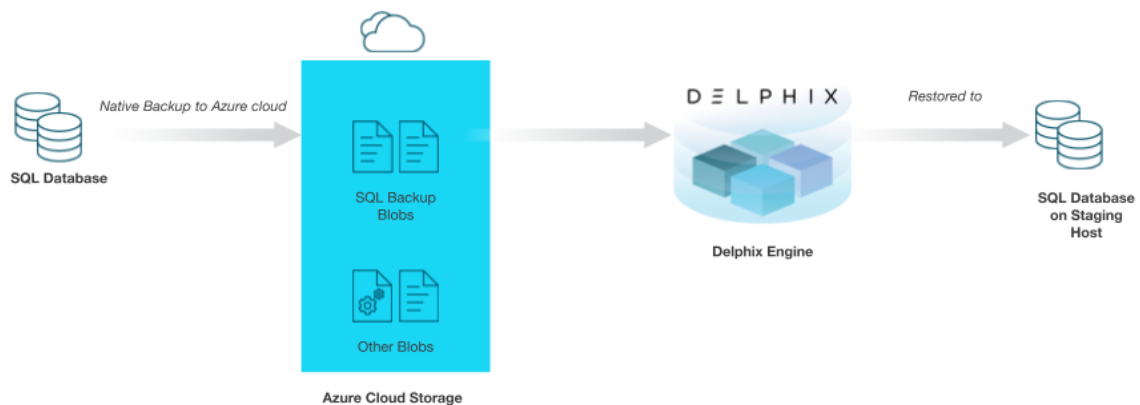 Native Backup to Azure cloud
SQL Database
SQL Backup
Blobs
Other Blobs
Azure Cloud Storage
DELPHIX
Delphix Engine
Restored to
SQL Database
on Staging
Host